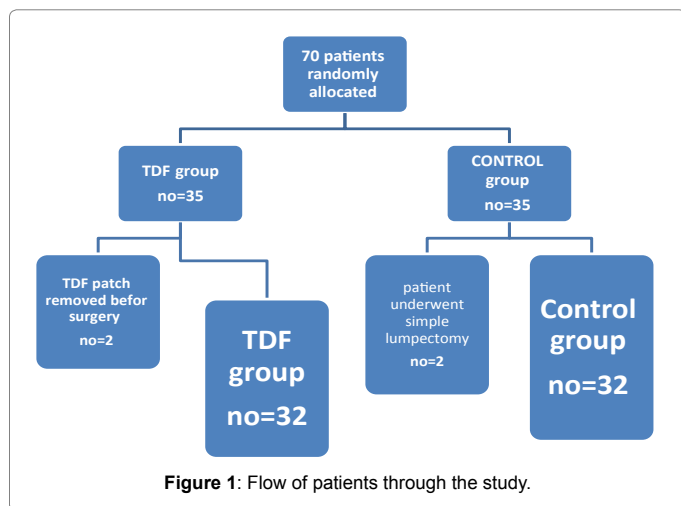 70 patients
randomly
allocated
TDF group
no=35
CONTROL
group
no=35
TDF patch
removed befor
surgery
no=2
TDF
group
no=32
patient
underwent
simple
lumpectomy
no=2
Control
group
no=32
Figure 1: Flow of patients through the study.